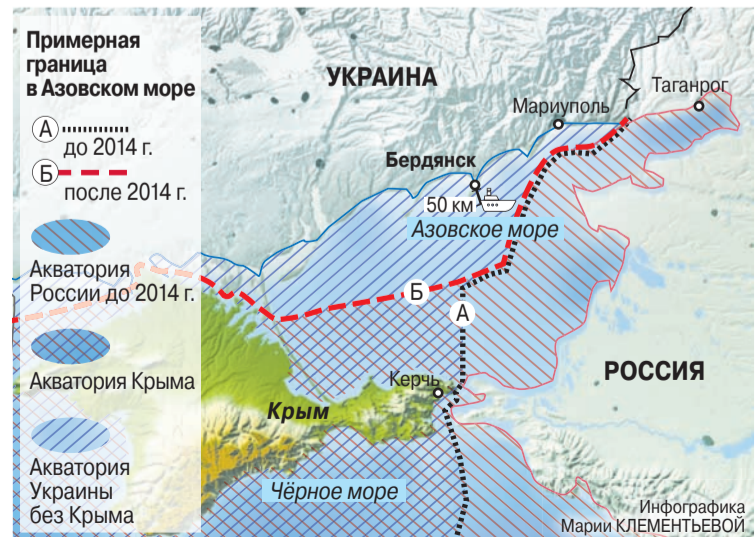 Примерная
граница
в Азовском море
А
до 2014 г.
Б
после 2014 г.
Акватория
России до 2014 г.
Акватория Крыма
Акватория
Украины
без Крыма
УКРАИНА
Таганрог
Мариуполь
Бердянск
50 км
Азовское море
Б
А
Керчь
РОССИЯ
Крым
Чёрное море
Инфографика
Марии КЛЕМЕНТЬЕВОЙ